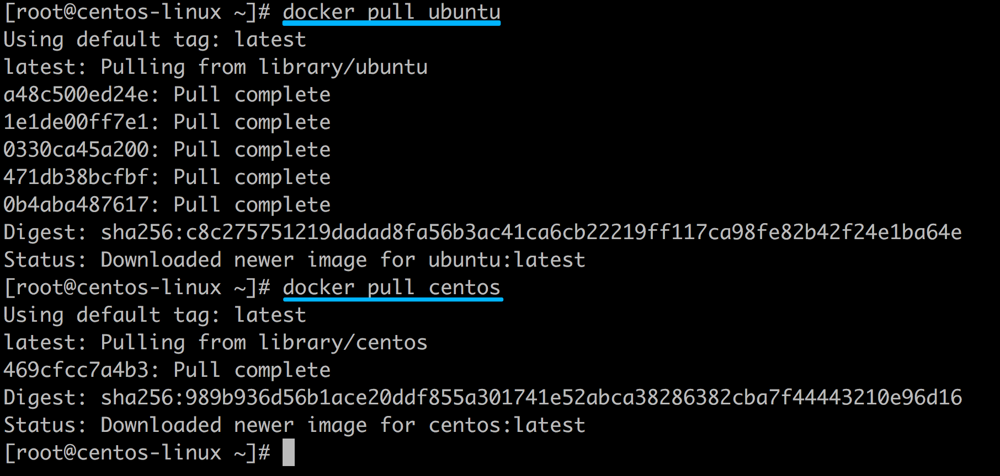 [root@centos-linux ~]# docker pull ubuntu
Using default tag: latest
latest: Pulling from library/ubuntu
a48c500ed24e: Pull complete
1e1de00ff7e1: Pull complete
0330ca45a200: Pull complete
471db38bcfbf: Pull complete
0b4aba487617: Pull complete
Digest: sha256:c8c275751219dadad8fa56b3ac41ca6cb22219ff117ca98fe82b42f24e1ba64e
Status: Downloaded newer image for ubuntu:latest
[root@centos-linux ~]# docker pull centos
Using default tag: latest
latest: Pulling from library/centos
469cfcc7a4b3: Pull complete
Digest: sha256:989b936d56b1ace20ddf855a301741e52abca38286382cba7f44443210e96d16
Status: Downloaded newer image for centos:latest
[root@centos-linux ~]#